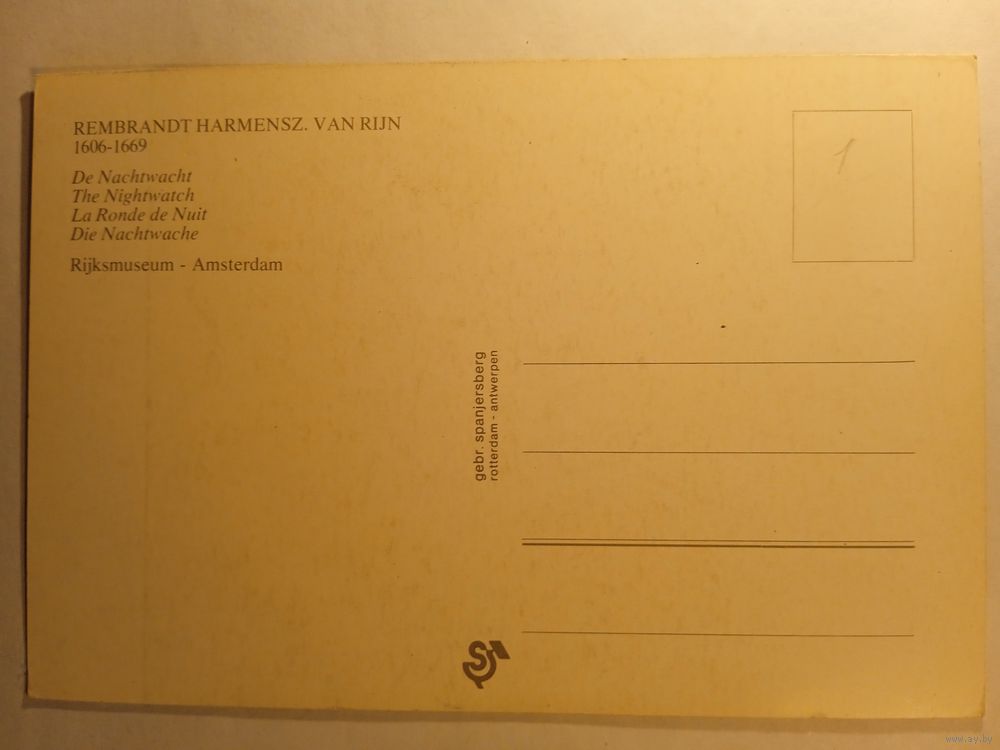 REMBRANDT HARMENSZ. VAN RIJN
1606-1669
De Nachtwacht
The Nightwatch
La Ronde de Nuit
Die Nachtwache
Rijksmuseum - Amsterdam
1
gebr. spanjersberg
rotterdam - antwerpen
S
www.ay.by